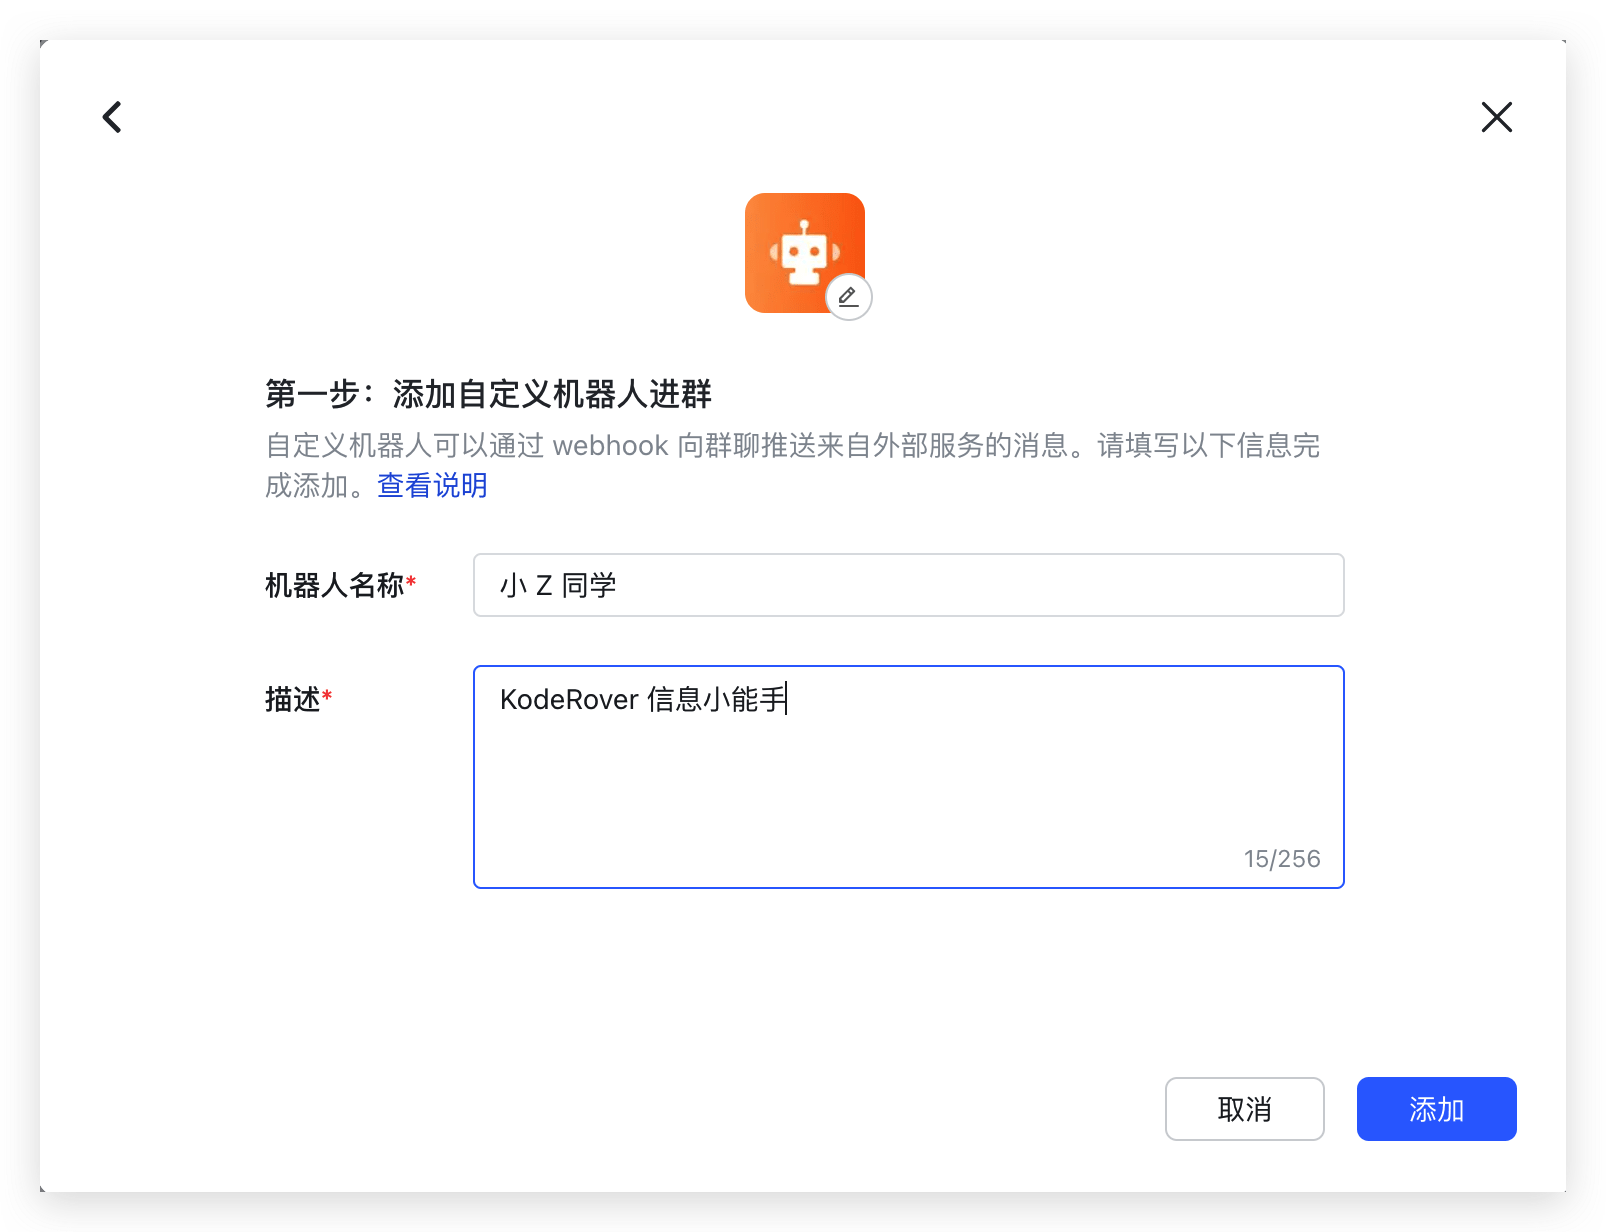 第一步：添加自定义机器人进群
自定义机器人可以通过 webhook 向群聊推送来自外部服务的消息。请填写以下信息完
成添加。查看说明
机器人名称*
小 Z 同学
描述*
KodeRover 信息小能手
15/256
取消
添加